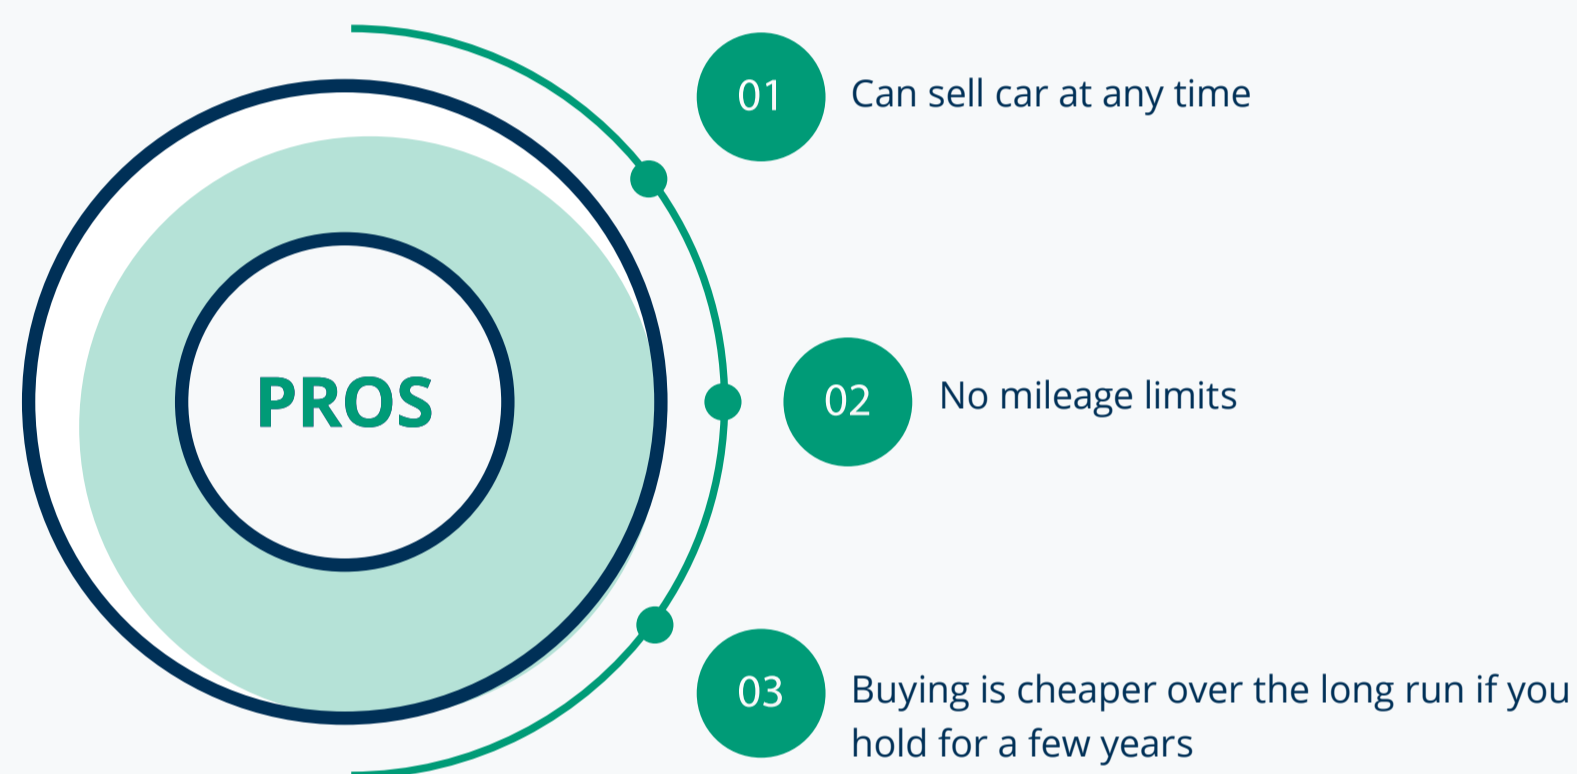 PROS
01
Can sell car at any time
02
No mileage limits
03
Buying is cheaper over the long run if you
hold for a few years